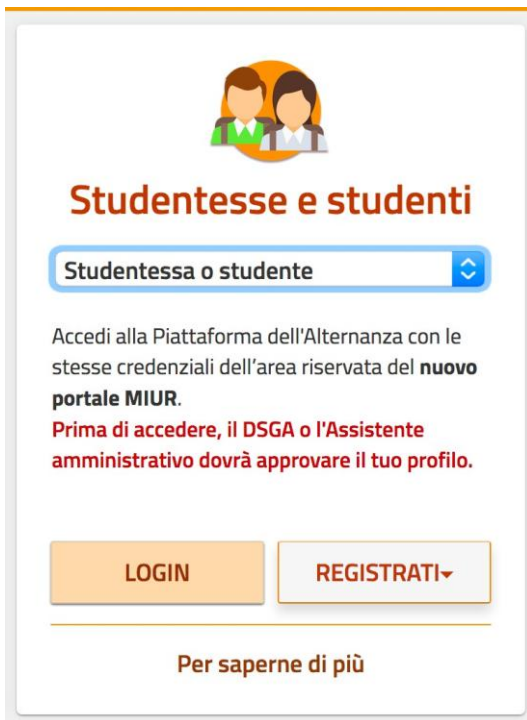 Studentesse e studenti
Studentessa o studente
Accedi alla Piattaforma dell'Alternanza con le
stesse credenziali dell’area riservata del nuovo
portale MIUR.
Prima di accedere, il DSGA o l'Assistente
amministrativo dovrà approvare il tuo profilo.
LOGIN
REGISTRATI
Per saperne di più